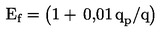 E_f = (1 + 0,01 q_p/q)